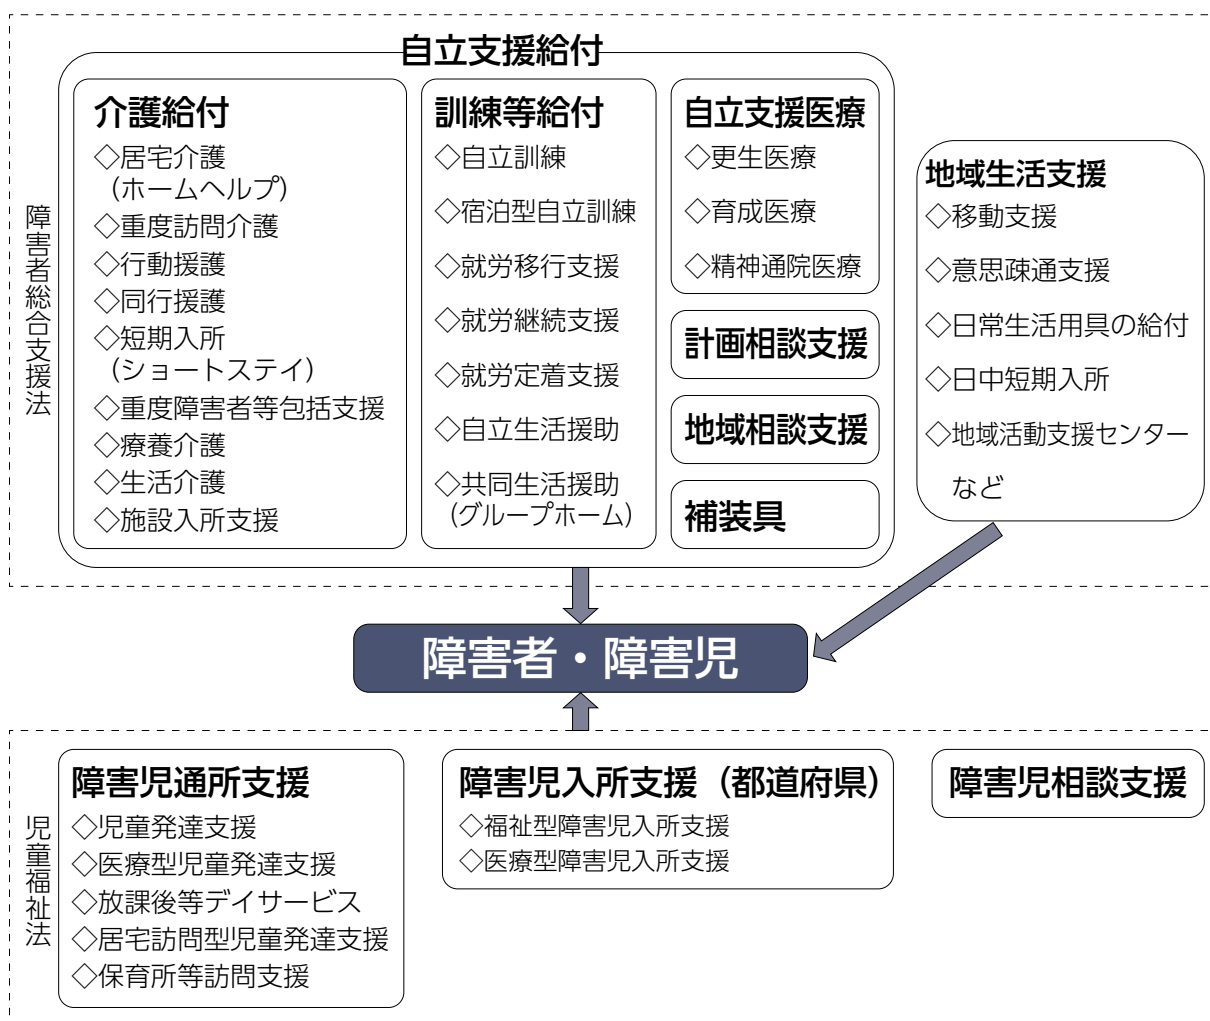 障害者総合支援法
自立支援給付
介護給付
◇居宅介護
(ホームヘルプ)
◇重度訪問介護
◇行動援護
◇同行援護
◇短期入所
(ショートステイ)
◇重度障害者等包括支援
◇療養介護
◇生活介護
◇施設入所支援
訓練等給付
◇自立訓練
◇宿泊型自立訓練
◇就労移行支援
◇就労継続支援
◇就労定着支援
◇自立生活援助
◇共同生活援助
(グループホーム)
自立支援医療
◇更生医療
◇育成医療
◇精神通院医療
計画相談支援
地域相談支援
補装具
地域生活支援
◇移動支援
◇意思疎通支援
◇日常生活用具の給付
◇日中短期入所
◇地域活動支援センター
など
障害者・障害児
児童福祉法
障害児通所支援
◇児童発達支援
◇医療型児童発達支援
◇放課後等デイサービス
◇居宅訪問型児童発達支援
◇保育所等訪問支援
障害児入所支援（都道府県）
◇福祉型障害児入所支援
◇医療型障害児入所支援
障害児相談支援